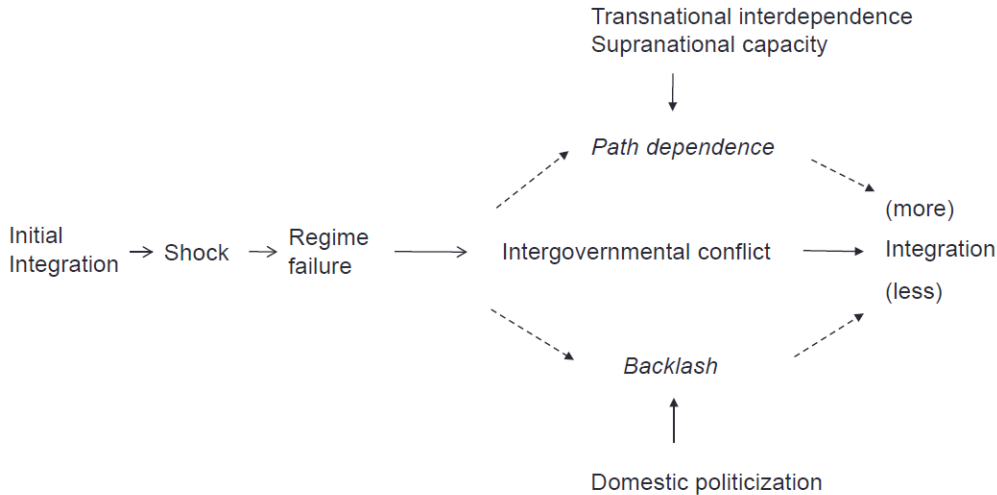 Transnational interdependence
Supranational capacity
Path dependence
Initial
Integration
Shock
Regime
failure
Intergovernmental conflict
(more)
Integration
(less)
Backlash
Domestic politicization